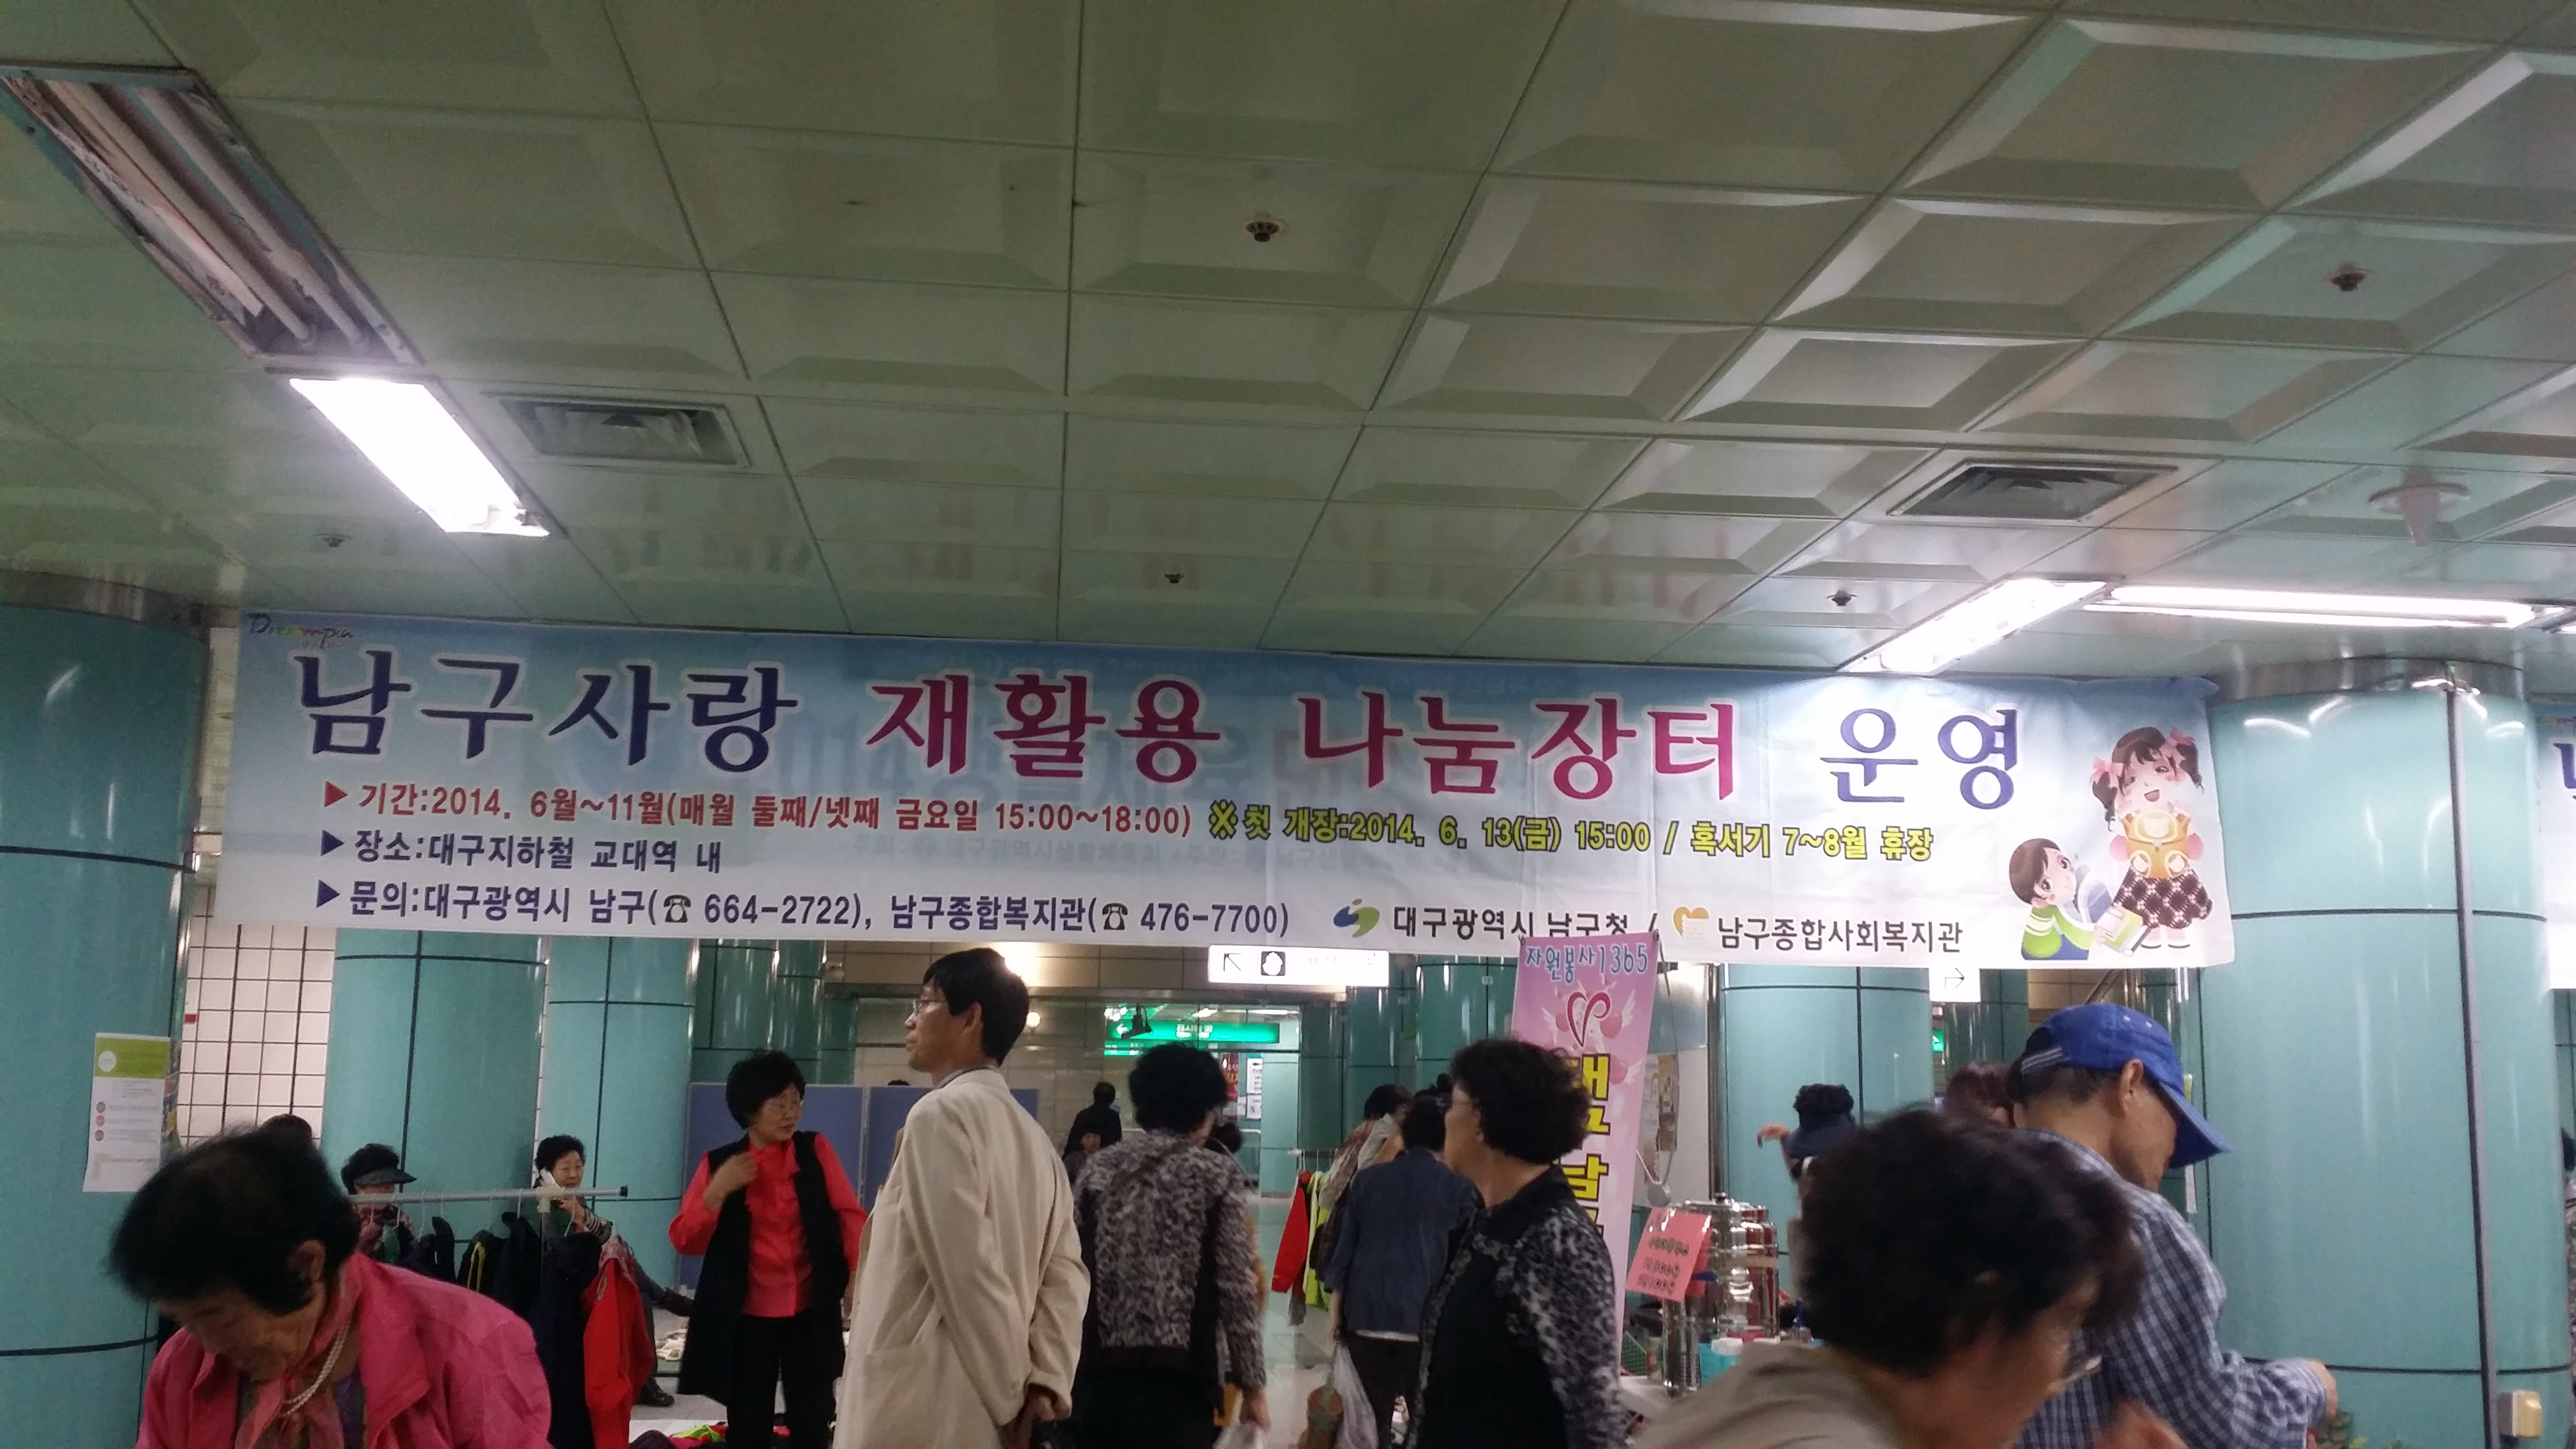 Dreampia
남구사랑 재활용 나눔장터 운영
▶기간:2014. 6월~11월(매월 둘째/넷째 금요일 15:00~18:00) ※첫 개장:2014. 6. 13(금) 15:00 / 혹서기 7~8월 휴장
▶장소:대구지하철 교대역 내
▶문의:대구광역시 남구(☎ 664-2722), 남구종합복지관(☎ 476-7700)
대구광역시 남구청 / 남구종합사회복지관
자원봉사1365